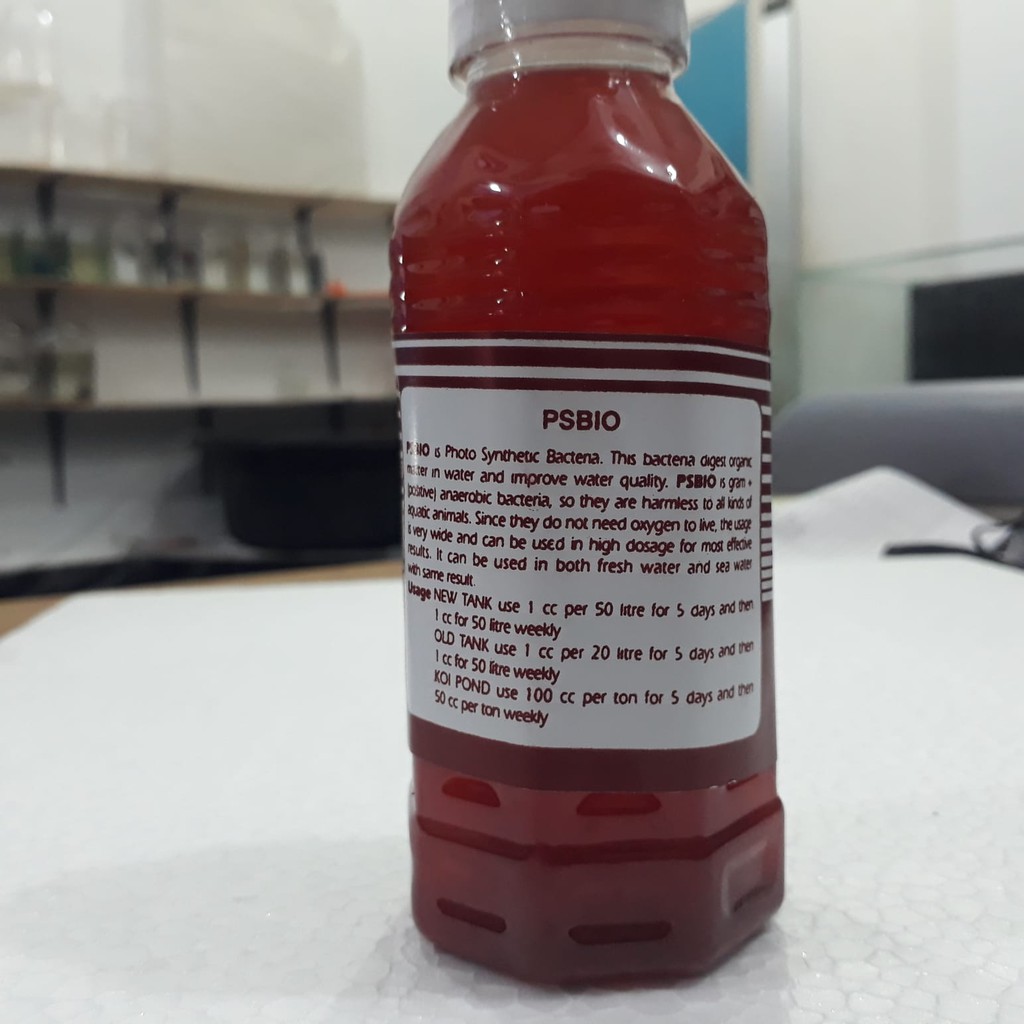 PSBIO
PSBIO is Photo Synthetic Bacteria. This bacteria digest organic
matter in water and improve water quality. PSBIO is gram +
(positive) anaerobic bacteria, so they are harmless to all kinds of
aquatic animals. Since they do not need oxygen to live, the usage
is very wide and can be used in high dosage for most effective
results. It can be used in both fresh water and sea water
with same result.
Usage NEW TANK use 1 cc per 50 litre for 5 days and then
1 cc for 50 litre weekly
OLD TANK use 1 cc per 20 litre for 5 days and then
1 cc for 50 litre weekly
KOI POND use 100 cc per ton for 5 days and then
50 cc per ton weekly